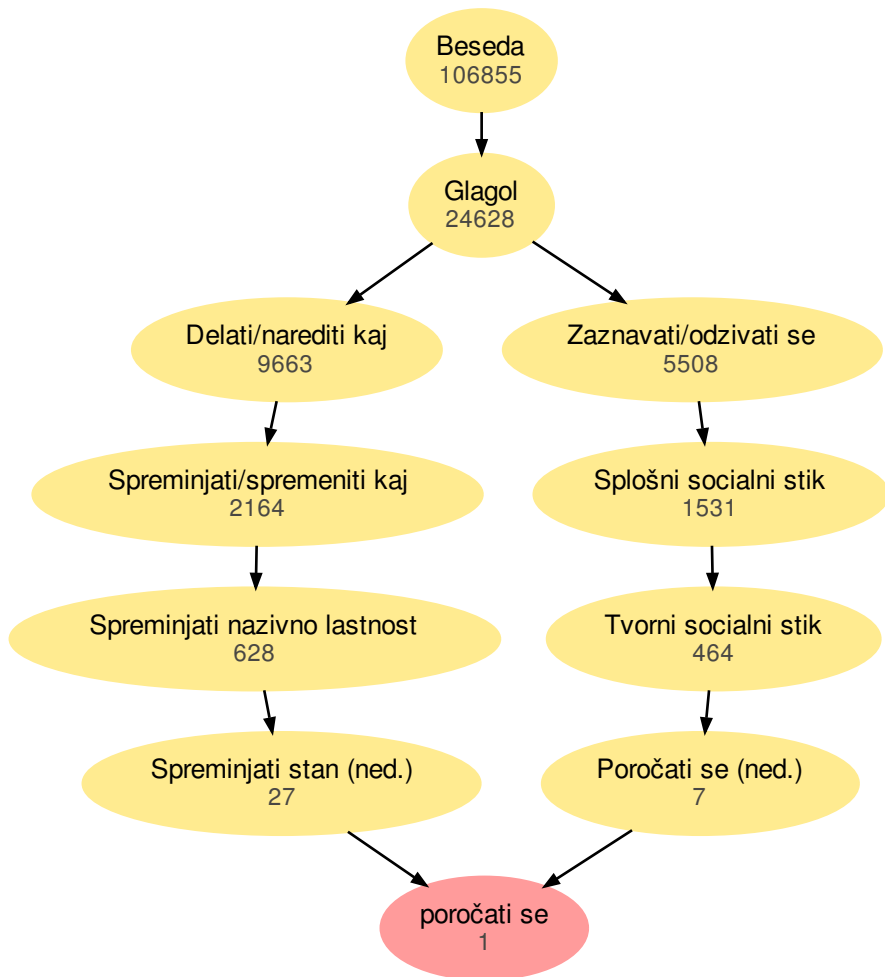 Beseda
106855
Glagol
24628
Delati/narediti kaj
9663
Zaznavati/odzivati se
5508
Spreminjati/spremeniti kaj
2164
Splošni socialni stik
1531
Spreminjati nazivno lastnost
628
Tvorni socialni stik
464
Spreminjati stan (ned.)
27
Poročati se (ned.)
7
poročati se
1